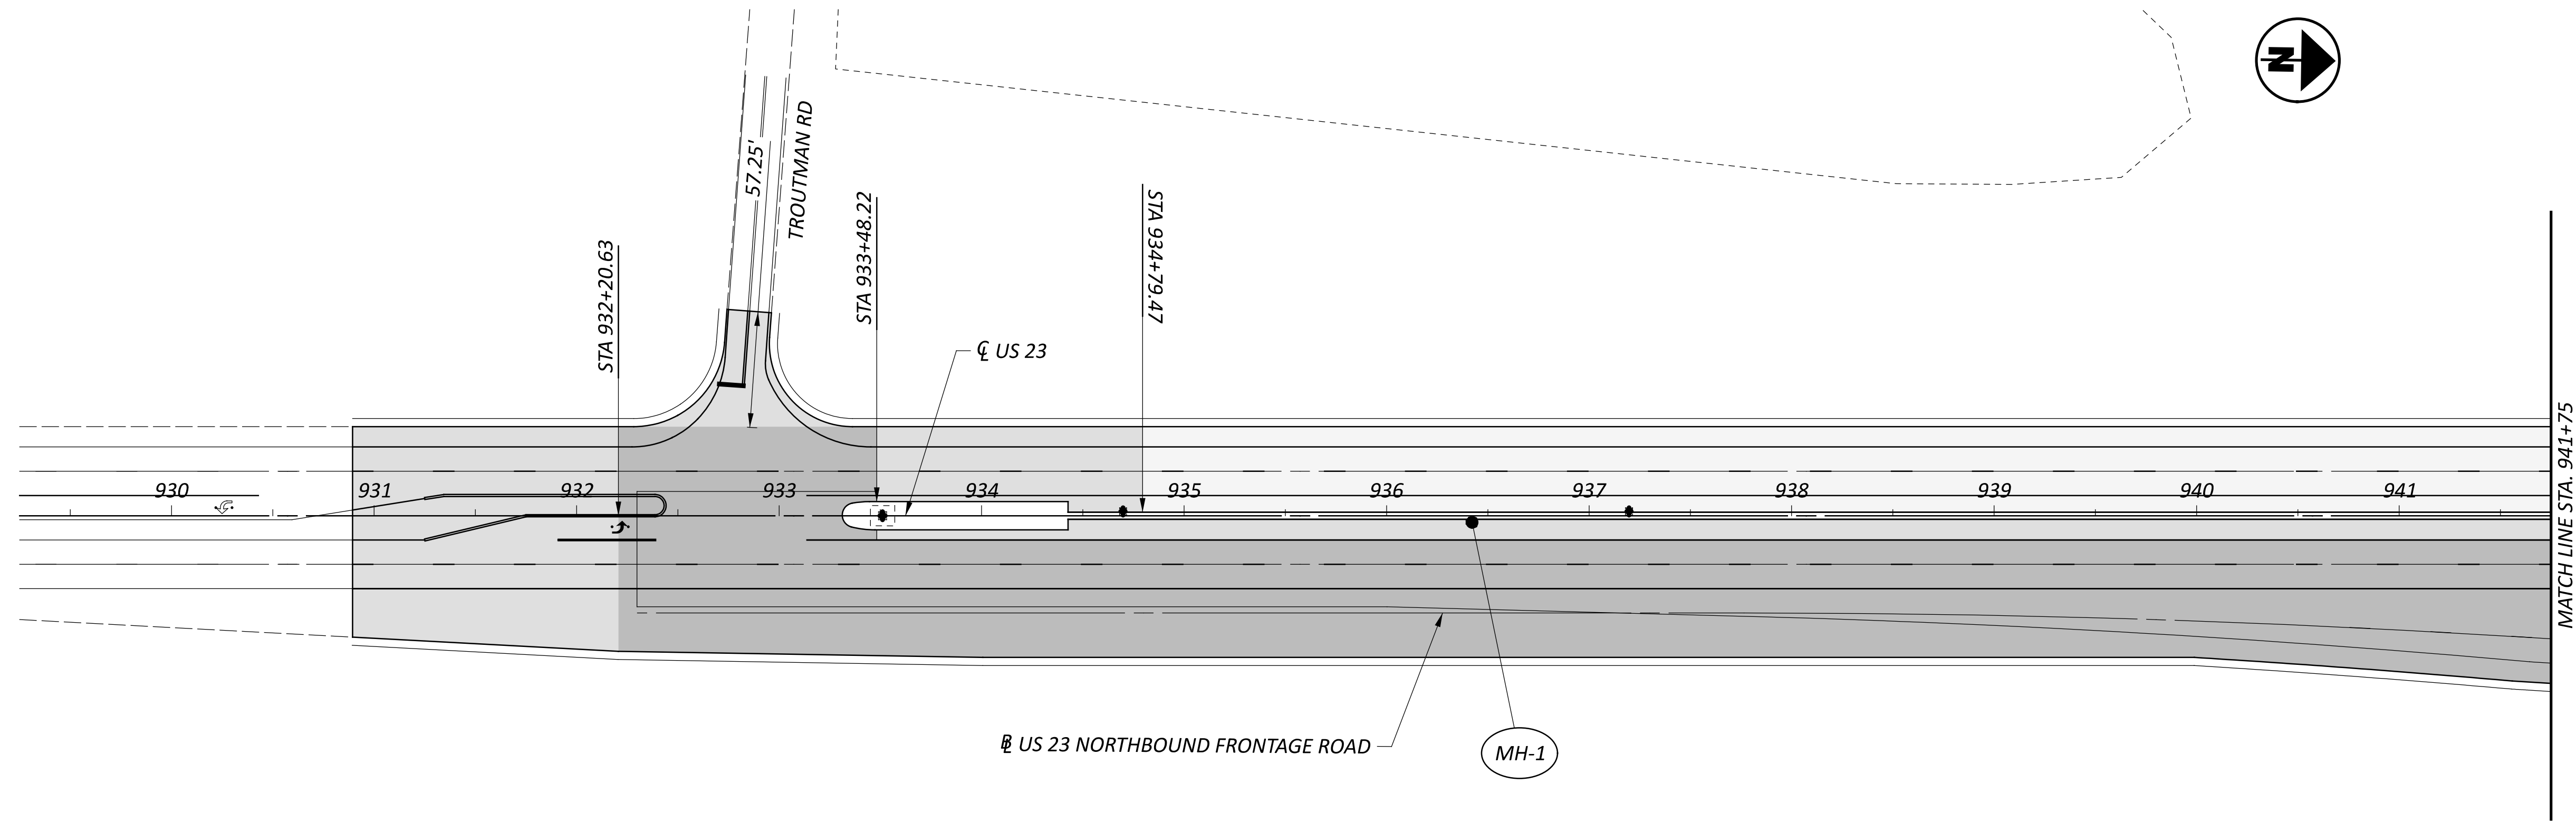 N
57.25'
TROUTMAN RD
STA 932+20.63
STA 933+48.22
STA 934+79.47
CL US 23
930
931
932
933
934
935
936
937
938
939
940
941
MATCH LINE STA. 941+75
BL US 23 NORTHBOUND FRONTAGE ROAD
MH-1